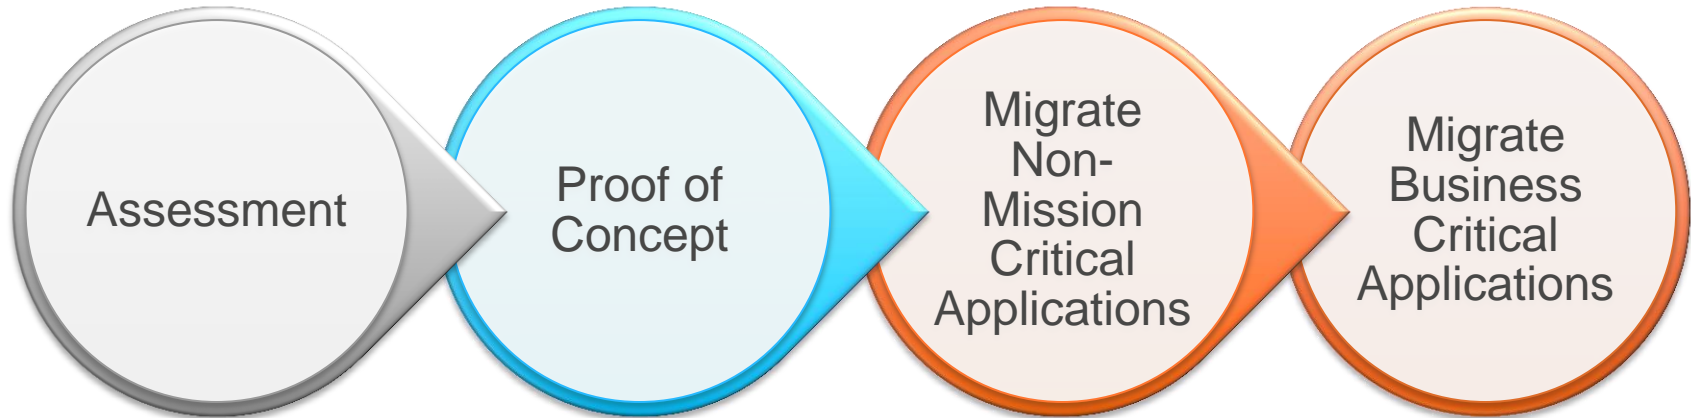 Assessment
Proof of
Concept
Migrate
Non-
Mission
Critical
Applications
Migrate
Business
Critical
Applications